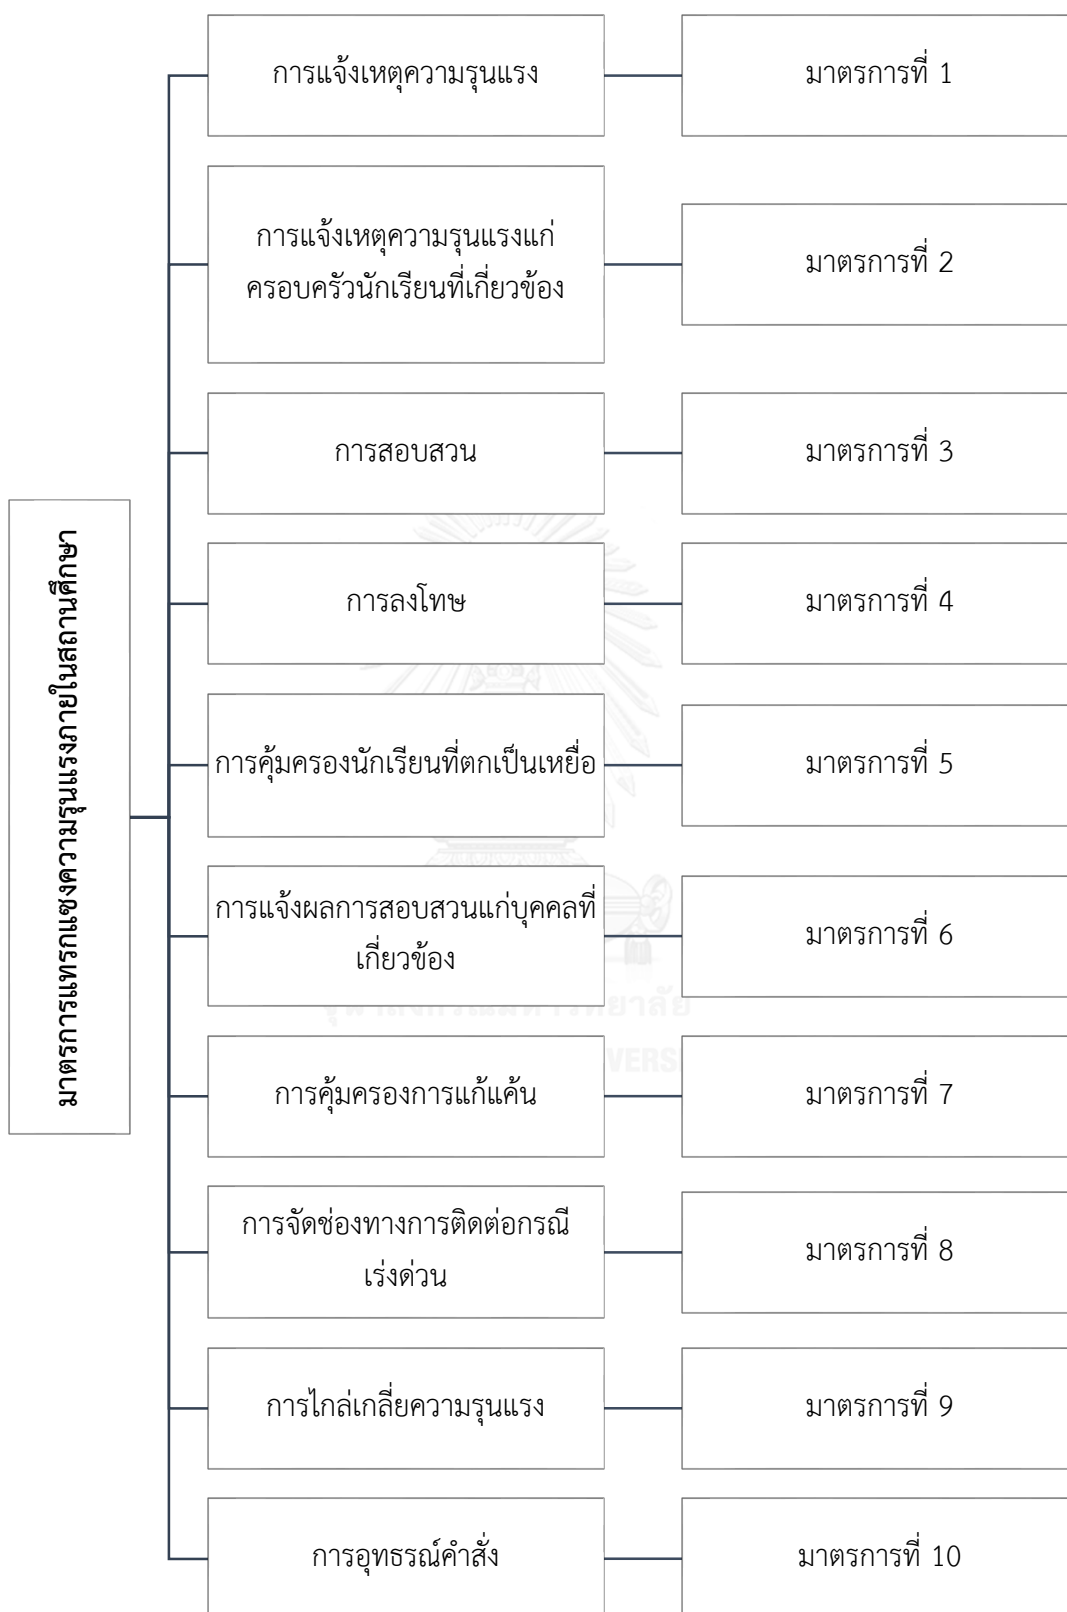 มาตรการแทรกแซงความรุนแรงภายในสถานศึกษา
การแจ้งเหตุความรุนแรง
มาตรการที่ 1
การแจ้งเหตุความรุนแรงแก่
ครอบครัวนักเรียนที่เกี่ยวข้อง
มาตรการที่ 2
การสอบสวน
มาตรการที่ 3
การลงโทษ
มาตรการที่ 4
การคุ้มครองนักเรียนที่ตกเป็นเหยื่อ
มาตรการที่ 5
การแจ้งผลการสอบสวนแก่บุคคลที่
เกี่ยวข้อง
มาตรการที่ 6
การคุ้มครองการแก้แค้น
มาตรการที่ 7
การจัดช่องทางการติดต่อกรณี
เร่งด่วน
มาตรการที่ 8
การไกล่เกลี่ยความรุนแรง
มาตรการที่ 9
การอุทธรณ์คำสั่ง
มาตรการที่ 10